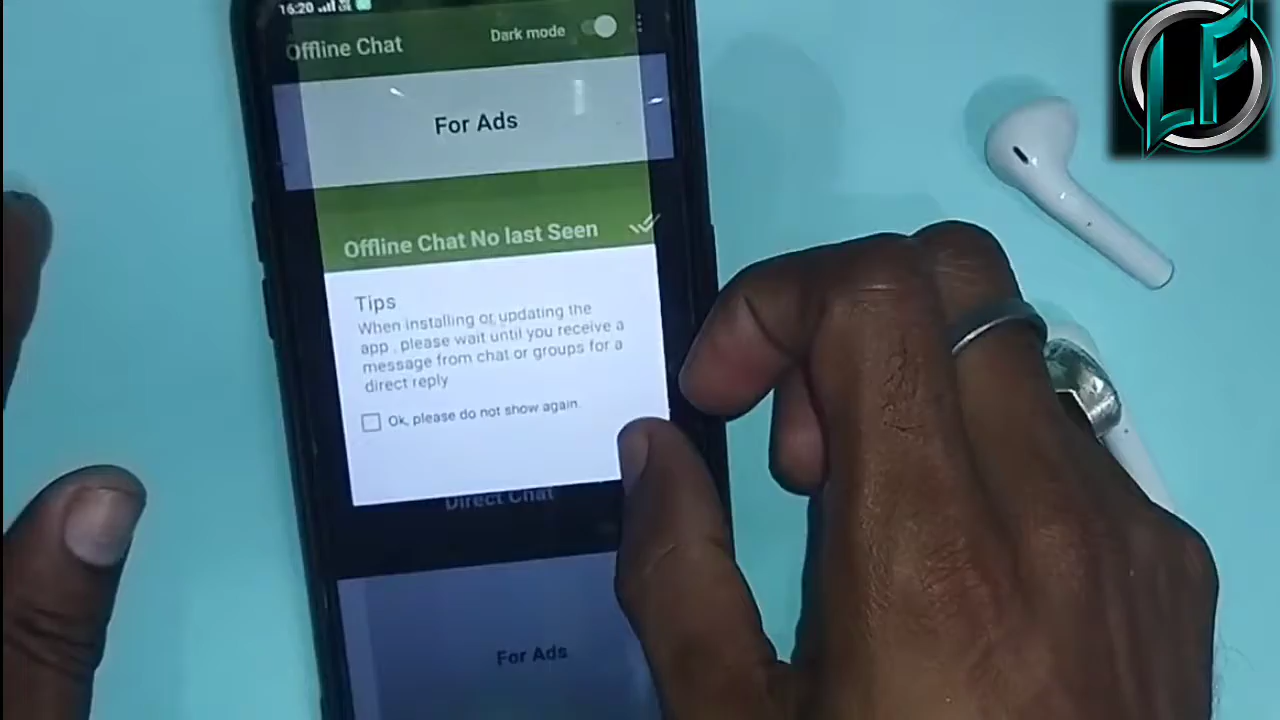 16:20
Offline Chat
Dark mode
For Ads
Offline Chat No last Seen
Tips
When installing or updating the
app , please wait until you receive a
message from chat or groups for a
direct reply
Ok, please do not show again.
Direct Chat
For Ads
LF